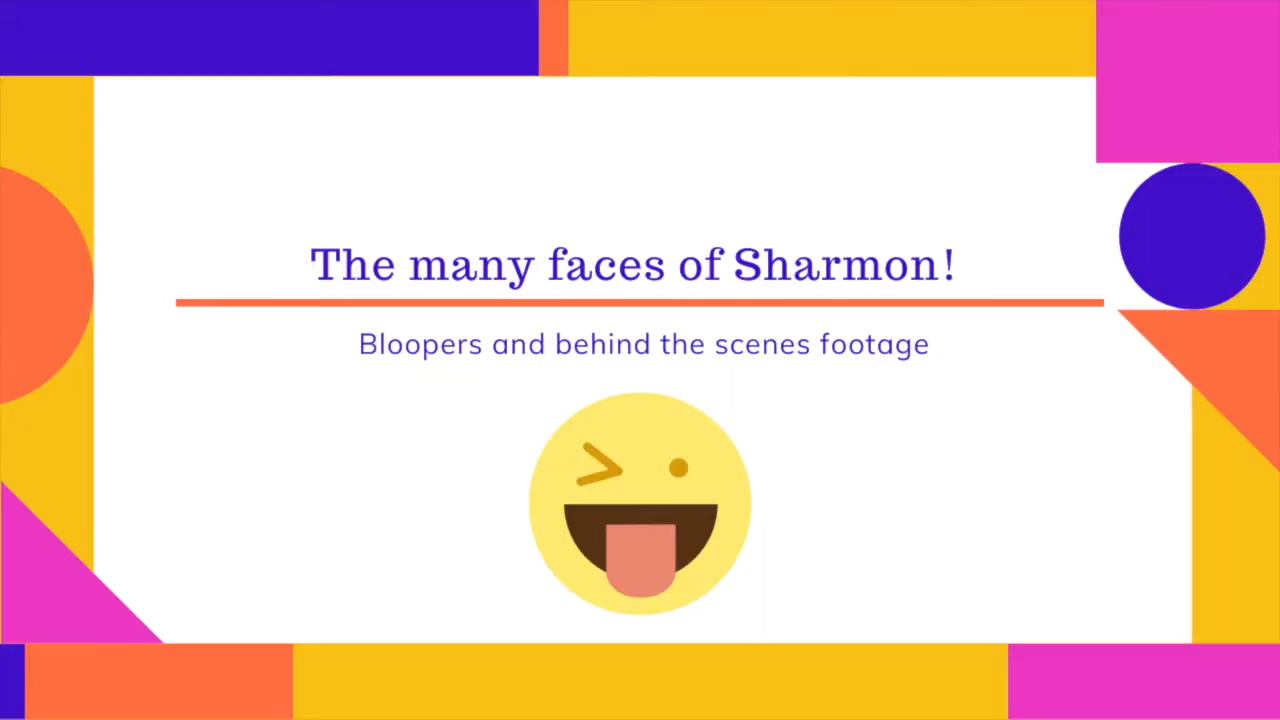 The many faces of Sharmon!
Bloopers and behind the scenes footage